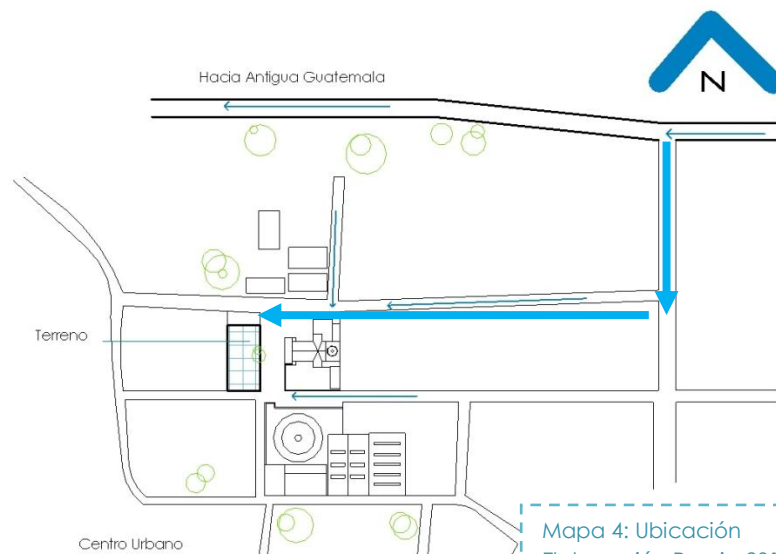 Hacia Antigua Guatemala
N
Terreno
Centro Urbano
Mapa 4: Ubicación